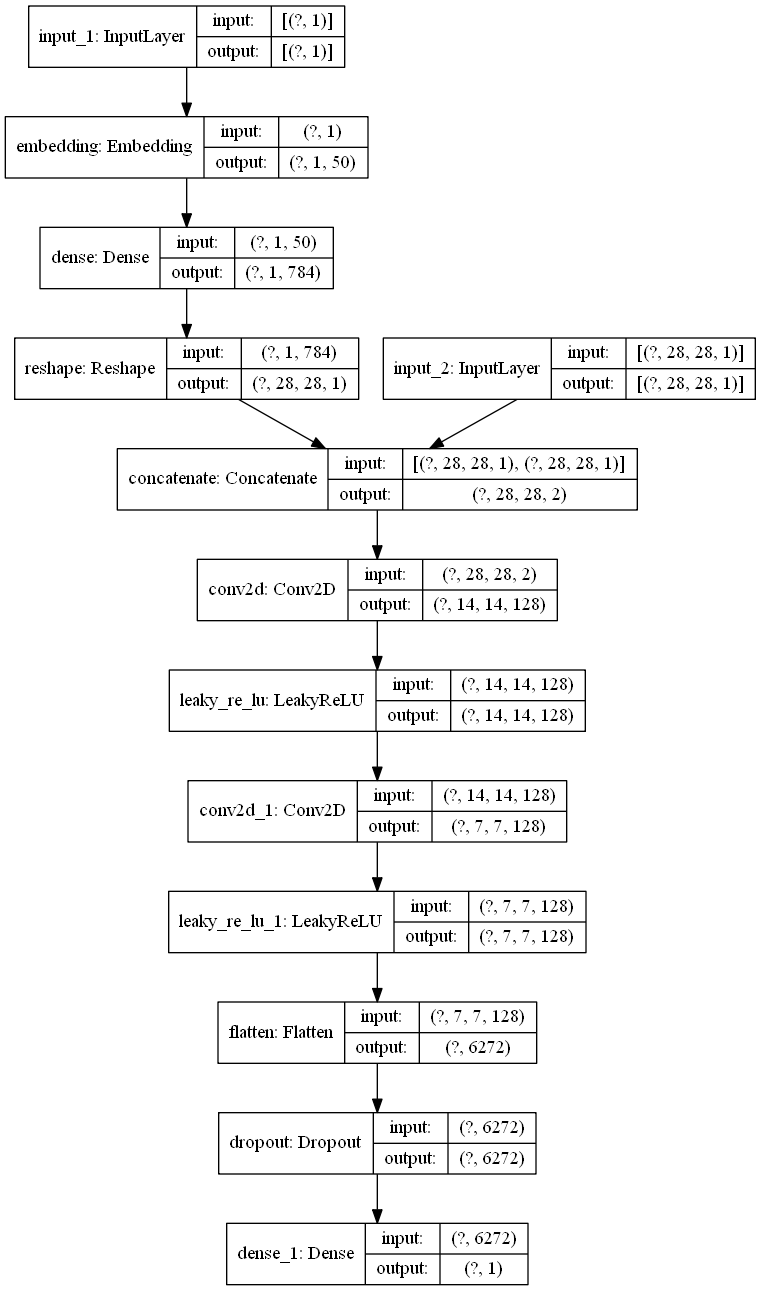 input_1: InputLayer
input:
[(?, 1)]
output:
[(?, 1)]
embedding: Embedding
input:
(?, 1)
output:
(?, 1, 50)
dense: Dense
input:
(?, 1, 50)
output:
(?, 1, 784)
reshape: Reshape
input:
(?, 1, 784)
output:
(?, 28, 28, 1)
input_2: InputLayer
input:
[(?, 28, 28, 1)]
output:
[(?, 28, 28, 1)]
concatenate: Concatenate
input:
[(?, 28, 28, 1), (?, 28, 28, 1)]
output:
(?, 28, 28, 2)
conv2d: Conv2D
input:
(?, 28, 28, 2)
output:
(?, 14, 14, 128)
leaky_re_lu: LeakyReLU
input:
(?, 14, 14, 128)
output:
(?, 14, 14, 128)
conv2d_1: Conv2D
input:
(?, 14, 14, 128)
output:
(?, 7, 7, 128)
leaky_re_lu_1: LeakyReLU
input:
(?, 7, 7, 128)
output:
(?, 7, 7, 128)
flatten: Flatten
input:
(?, 7, 7, 128)
output:
(?, 6272)
dropout: Dropout
input:
(?, 6272)
output:
(?, 6272)
dense_1: Dense
input:
(?, 6272)
output:
(?, 1)